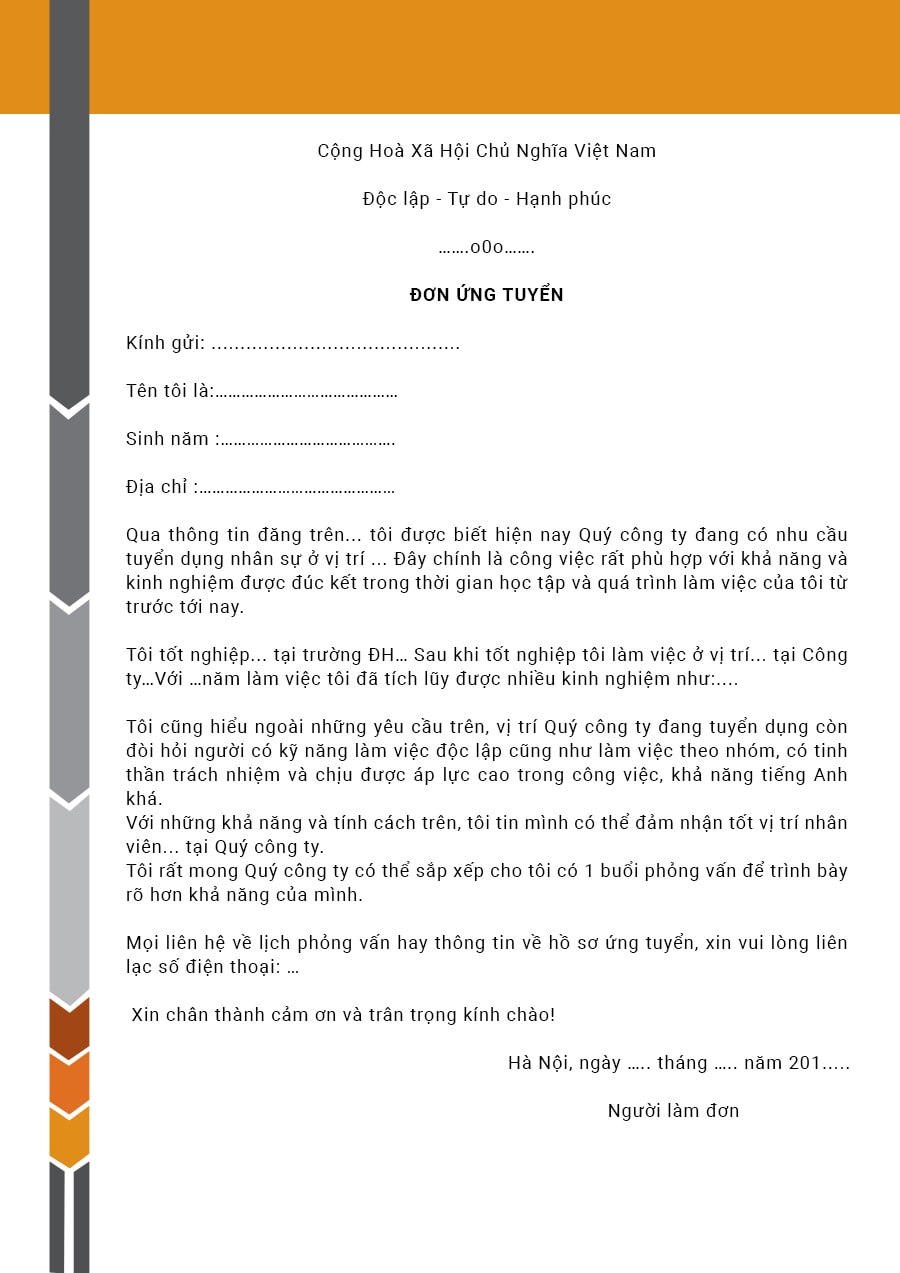 Cộng Hoà Xã Hội Chủ Nghĩa Việt Nam
Độc lập - Tự do - Hạnh phúc
…….o0o…….
ĐƠN ỨNG TUYỂN
Kính gửi: ...........................................
Tên tôi là:……………………………………
Sinh năm :………………………………….
Địa chỉ :………………………………………
Qua thông tin đăng trên... tôi được biết hiện nay Quý công ty đang có nhu cầu
tuyển dụng nhân sự ở vị trí ... Đây chính là công việc rất phù hợp với khả năng và
kinh nghiệm được đúc kết trong thời gian học tập và quá trình làm việc của tôi từ
trước tới nay.
Tôi tốt nghiệp... tại trường ĐH… Sau khi tốt nghiệp tôi làm việc ở vị trí... tại Công
ty…Với …năm làm việc tôi đã tích lũy được nhiều kinh nghiệm như:....
Tôi cũng hiểu ngoài những yêu cầu trên, vị trí Quý công ty đang tuyển dụng còn
đòi hỏi người có kỹ năng làm việc độc lập cũng như làm việc theo nhóm, có tinh
thần trách nhiệm và chịu được áp lực cao trong công việc, khả năng tiếng Anh
khá.
Với những khả năng và tính cách trên, tôi tin mình có thể đảm nhận tốt vị trí nhân
viên... tại Quý công ty.
Tôi rất mong Quý công ty có thể sắp xếp cho tôi có 1 buổi phỏng vấn để trình bày
rõ hơn khả năng của mình.
Mọi liên hệ về lịch phỏng vấn hay thông tin về hồ sơ ứng tuyển, xin vui lòng liên
lạc số điện thoại: …
Xin chân thành cảm ơn và trân trọng kính chào!
Hà Nội, ngày ….. tháng ….. năm 201.....
Người làm đơn